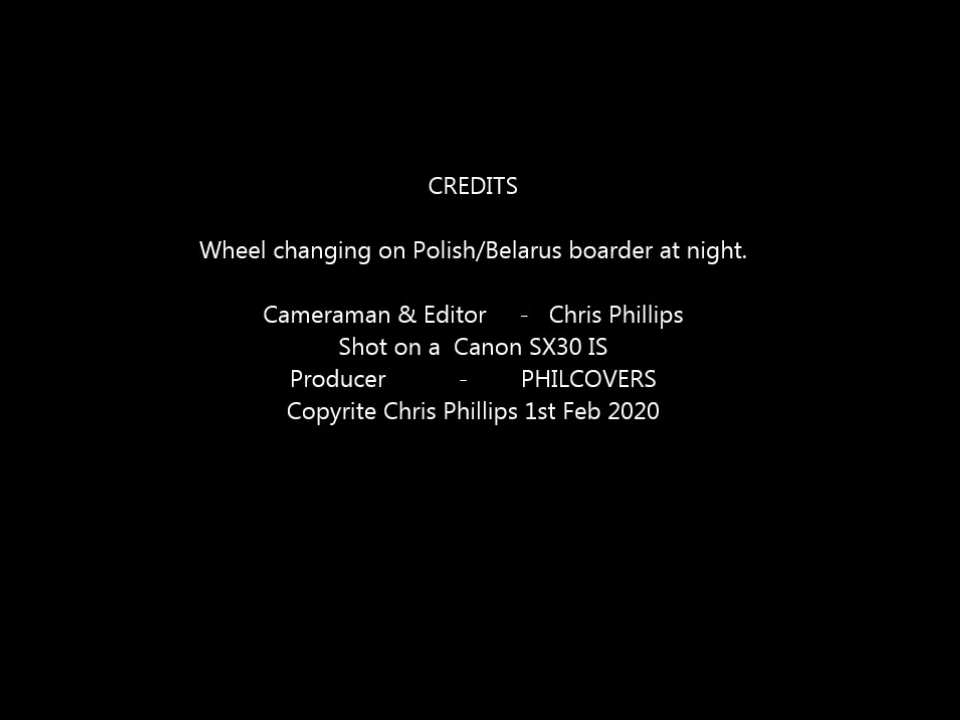 CREDITS
Wheel changing on Polish/Belarus boarder at night.
Cameraman & Editor - Chris Phillips
Shot on a Canon SX30 IS
Producer - PHILCOVERS
Copyrite Chris Phillips 1st Feb 2020